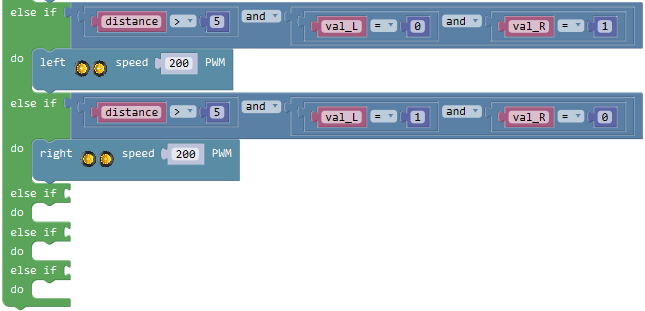 else if distance > 5 and val_L = 0 and val_R = 1
do left speed 200 PWM
else if distance > 5 and val_L = 1 and val_R = 0
do right speed 200 PWM
else if
do
else if
do
else if
do